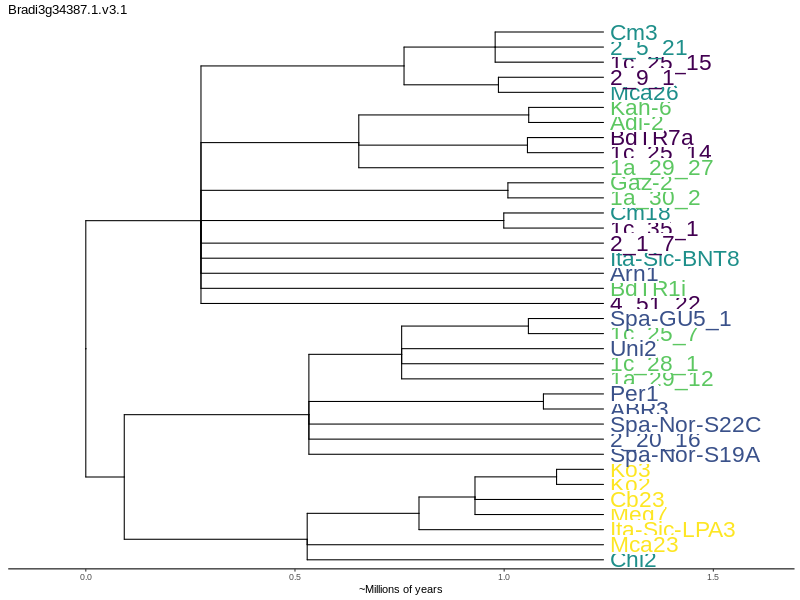 Bradi3g34387.1.v3.1
Cm3
2_5_21
1c_25_15
2_9_1
Mca26
Kah-6
Adi-2
BdTR7a
1c_25_14
1a_29_27
Gaz-2
1a_30_2
Cm18
1c_35_1
2_1_7
Ita-Sic-BNT8
Arn1
BdTR1i
4_51_22
Spa-GU5_1
1c_25_7
Uni2
1c_28_1
1a_29_12
Per1
ABR3
Spa-Nor-S22C
2_20_16
Spa-Nor-S19A
Ko3
Ko2
Cb23
Meg7
Ita-Sic-LPA3
Mca23
Chi2
0.0 0.5 1.0 1.5
~Millions of years